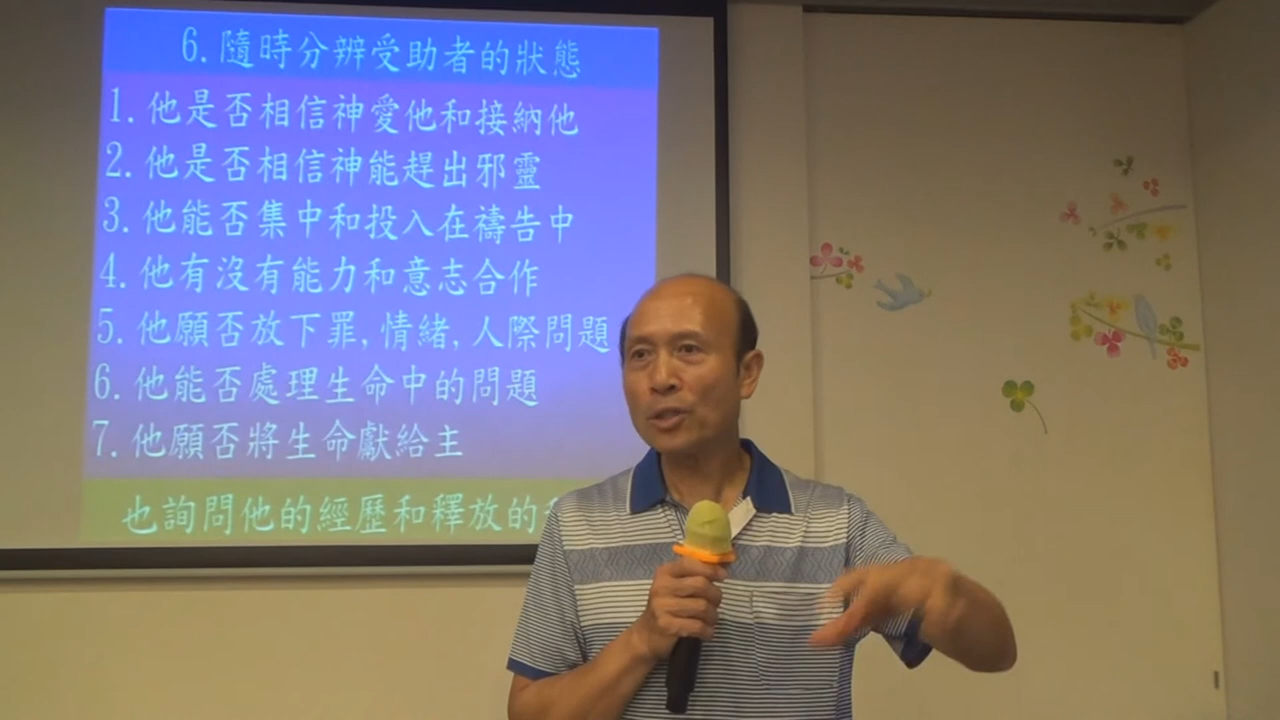 6.隨時分辨受助者的狀態
1.他是否相信神愛他和接納他
2.他是否相信神能趕出邪靈
3.他能否集中和投入在禱告中
4.他有沒有能力和意志合作
5.他願否放下罪,情緒,人際問題
6.他能否處理生命中的問題
7.他願否將生命獻給主
也詢問他的經歷和釋放的